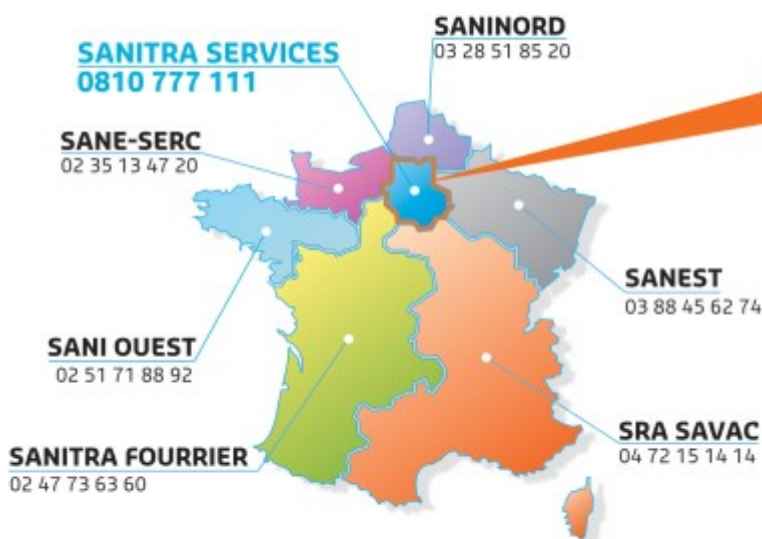 SANINORD
03 28 51 85 20
SANITRA SERVICES
0810 777 111
SANE-SERC
02 35 13 47 20
SANEST
03 88 45 62 74
SANI OUEST
02 51 71 88 92
SRA SAVAC
04 72 15 14 14
SANITRA FOURRIER
02 47 73 63 60